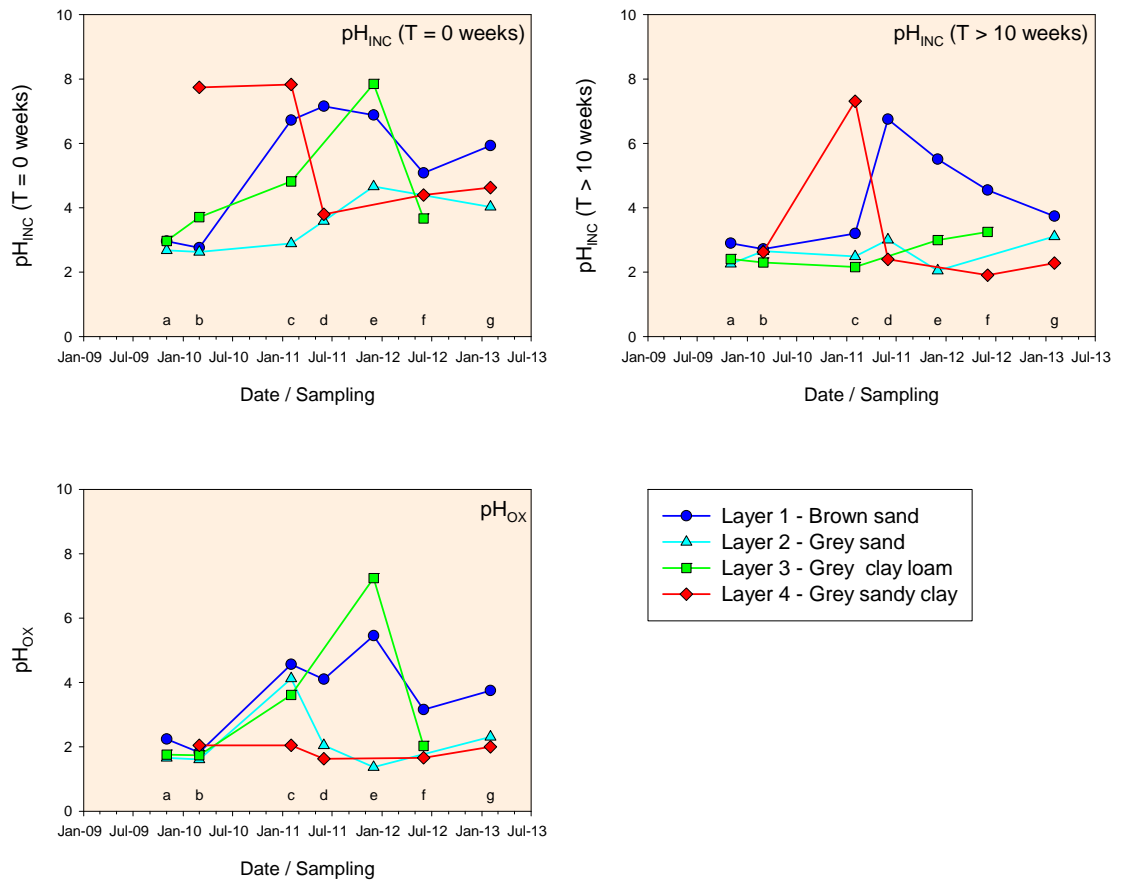 pH_INC (T = 0 weeks)
pH_INC (T = 0 weeks)
10
8
6
4
2
0
a b c d e f g
Jan-09 Jul-09 Jan-10 Jul-10 Jan-11 Jul-11 Jan-12 Jul-12 Jan-13 Jul-13
Date / Sampling
pH_INC (T > 10 weeks)
pH_INC (T > 10 weeks)
10
8
6
4
2
0
a b c d e f g
Jan-09 Jul-09 Jan-10 Jul-10 Jan-11 Jul-11 Jan-12 Jul-12 Jan-13 Jul-13
Date / Sampling
pH_OX
pH_OX
10
8
6
4
2
0
a b c d e f g
Jan-09 Jul-09 Jan-10 Jul-10 Jan-11 Jul-11 Jan-12 Jul-12 Jan-13 Jul-13
Date / Sampling
Layer 1 - Brown sand
Layer 2 - Grey sand
Layer 3 - Grey  clay loam
Layer 4 - Grey sandy clay